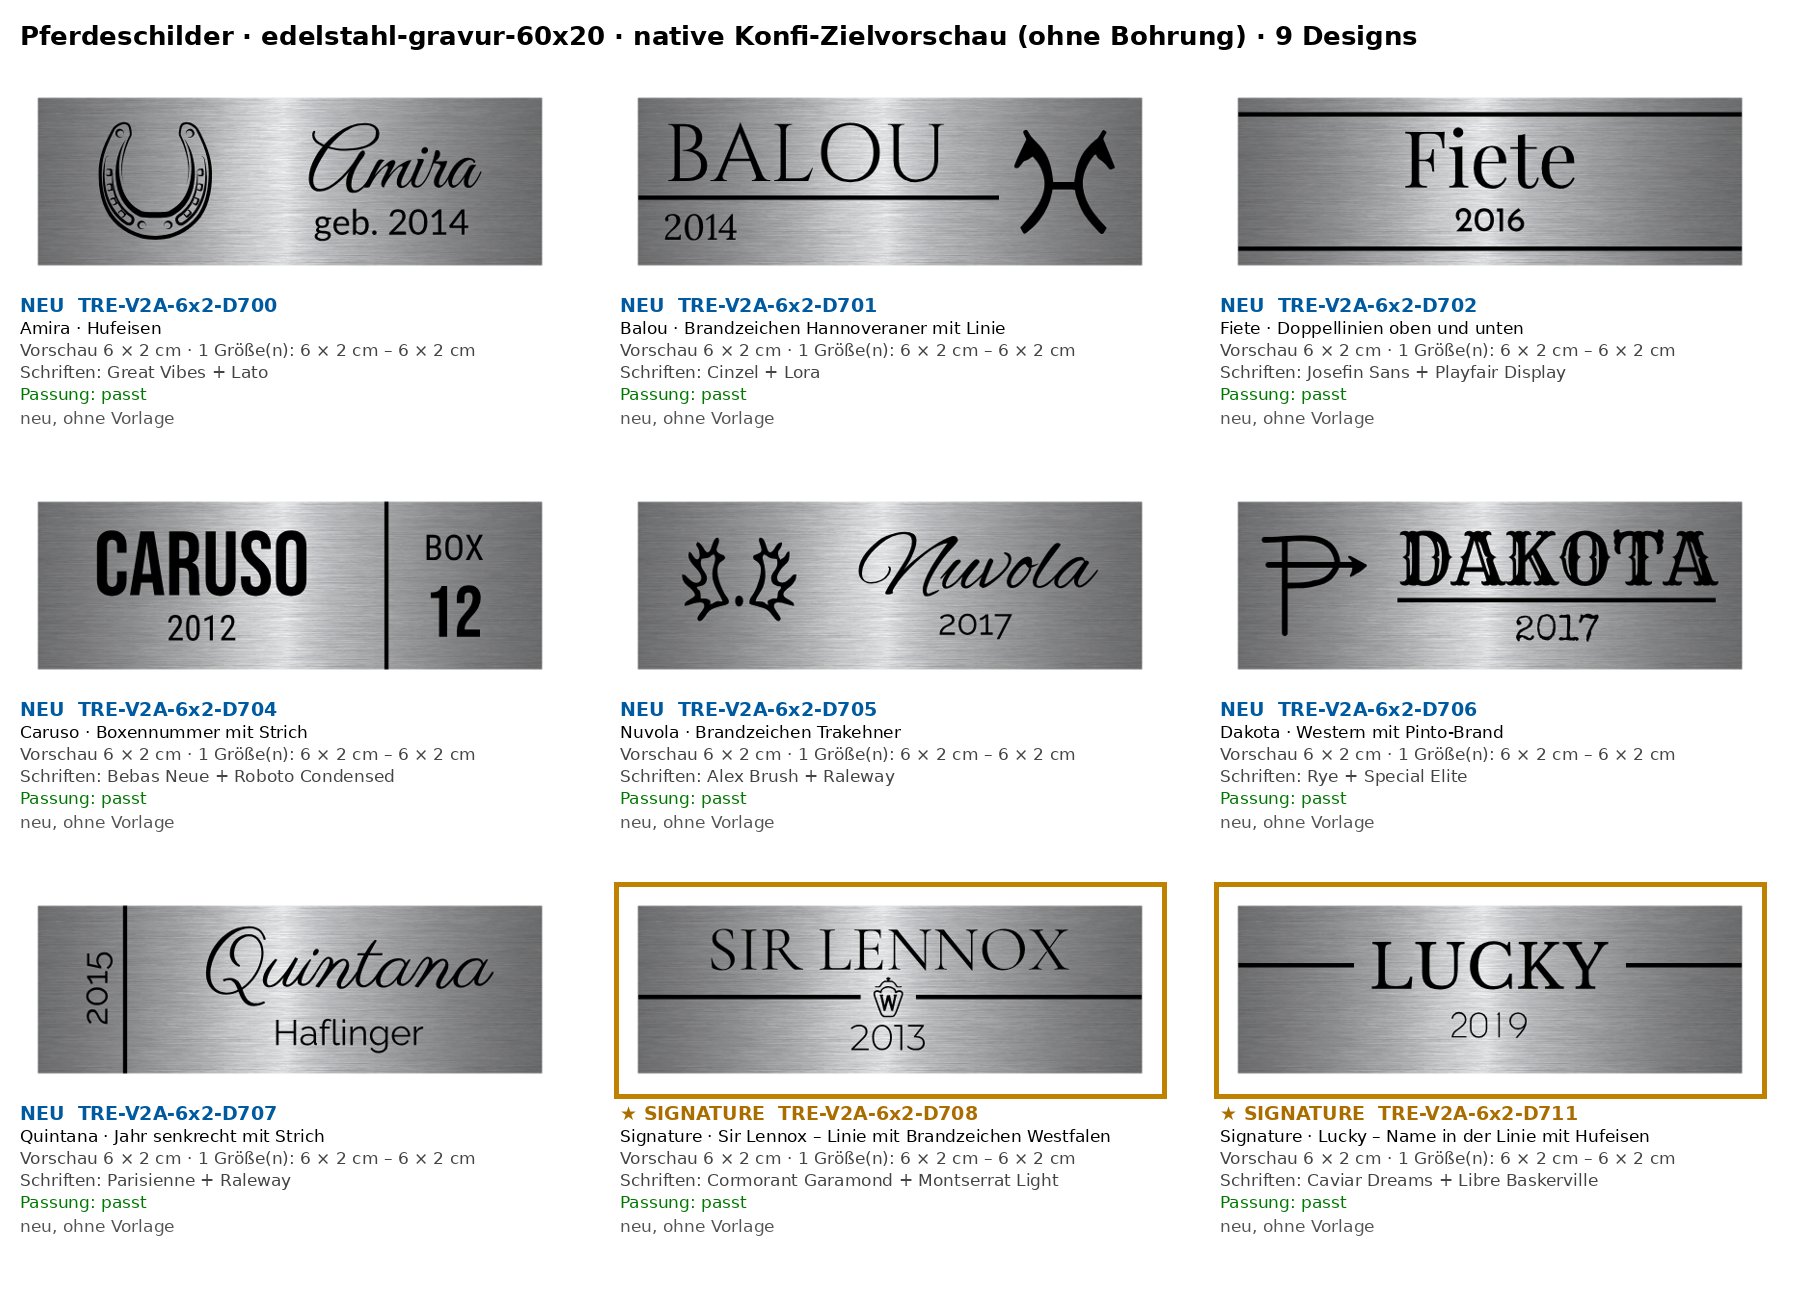 Pferdeschilder · edelstahl-gravur-60x20 · native Konfi-Zielvorschau (ohne Bohrung) · 9 Designs
Amira
geb. 2014
NEU TRE-V2A-6x2-D700
Amira · Hufeisen
Vorschau 6 × 2 cm · 1 Größe(n): 6 × 2 cm – 6 × 2 cm
Schriften: Great Vibes + Lato
Passung: passt
neu, ohne Vorlage
BALOU
2014
NEU TRE-V2A-6x2-D701
Balou · Brandzeichen Hannoveraner mit Linie
Vorschau 6 × 2 cm · 1 Größe(n): 6 × 2 cm – 6 × 2 cm
Schriften: Cinzel + Lora
Passung: passt
neu, ohne Vorlage
Fiete
2016
NEU TRE-V2A-6x2-D702
Fiete · Doppellinien oben und unten
Vorschau 6 × 2 cm · 1 Größe(n): 6 × 2 cm – 6 × 2 cm
Schriften: Josefin Sans + Playfair Display
Passung: passt
neu, ohne Vorlage
CARUSO
2012
BOX
12
NEU TRE-V2A-6x2-D704
Caruso · Boxennummer mit Strich
Vorschau 6 × 2 cm · 1 Größe(n): 6 × 2 cm – 6 × 2 cm
Schriften: Bebas Neue + Roboto Condensed
Passung: passt
neu, ohne Vorlage
Nuvola
2017
NEU TRE-V2A-6x2-D705
Nuvola · Brandzeichen Trakehner
Vorschau 6 × 2 cm · 1 Größe(n): 6 × 2 cm – 6 × 2 cm
Schriften: Alex Brush + Raleway
Passung: passt
neu, ohne Vorlage
DAKOTA
2017
NEU TRE-V2A-6x2-D706
Dakota · Western mit Pinto-Brand
Vorschau 6 × 2 cm · 1 Größe(n): 6 × 2 cm – 6 × 2 cm
Schriften: Rye + Special Elite
Passung: passt
neu, ohne Vorlage
2015
Quintana
Haflinger
NEU TRE-V2A-6x2-D707
Quintana · Jahr senkrecht mit Strich
Vorschau 6 × 2 cm · 1 Größe(n): 6 × 2 cm – 6 × 2 cm
Schriften: Parisienne + Raleway
Passung: passt
neu, ohne Vorlage
SIR LENNOX
W
2013
★ SIGNATURE TRE-V2A-6x2-D708
Signature · Sir Lennox – Linie mit Brandzeichen Westfalen
Vorschau 6 × 2 cm · 1 Größe(n): 6 × 2 cm – 6 × 2 cm
Schriften: Cormorant Garamond + Montserrat Light
Passung: passt
neu, ohne Vorlage
LUCKY
2019
★ SIGNATURE TRE-V2A-6x2-D711
Signature · Lucky – Name in der Linie mit Hufeisen
Vorschau 6 × 2 cm · 1 Größe(n): 6 × 2 cm – 6 × 2 cm
Schriften: Caviar Dreams + Libre Baskerville
Passung: passt
neu, ohne Vorlage